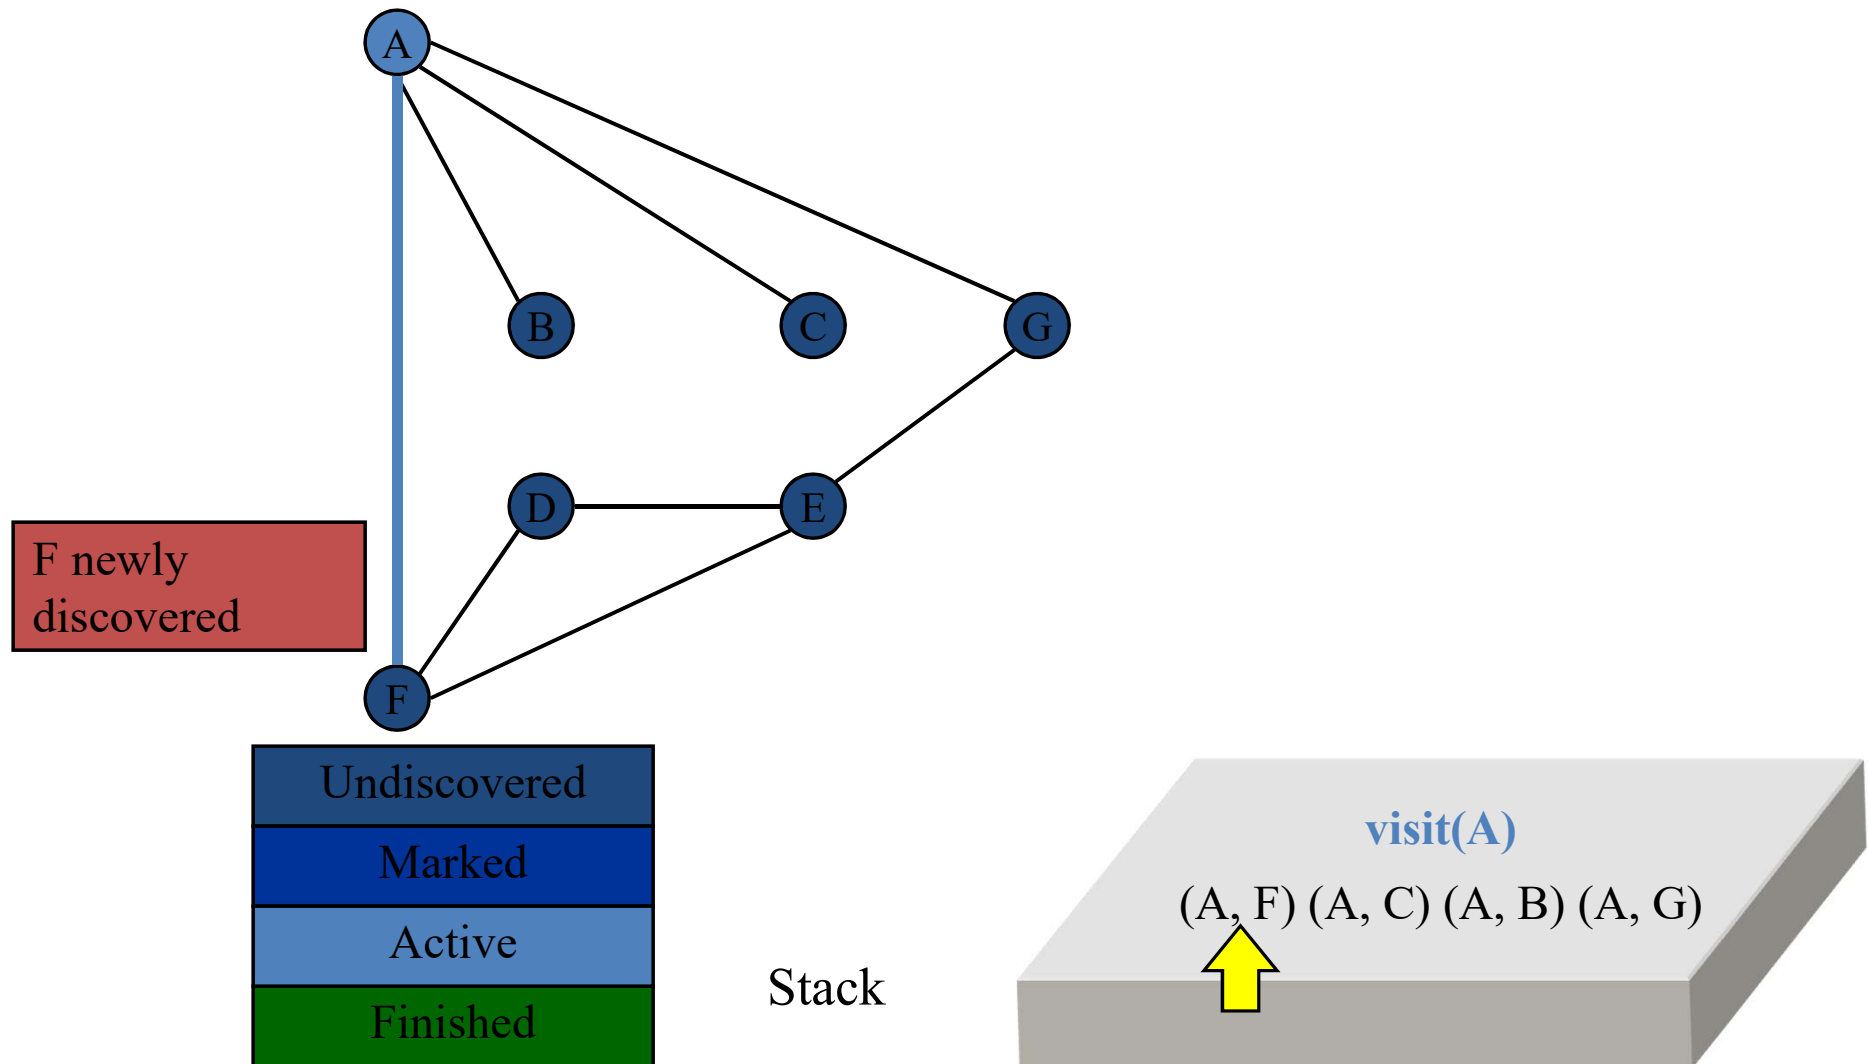 A
B
C
G
D
E
F newly
discovered
F
Undiscovered
visit(A)
Marked
(A, F) (A, C) (A, B) (A, G)
Active
Stack
Finished